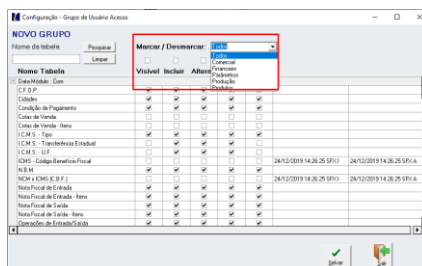 Configuração - Grupo de Usuário Acesso
NOVO GRUPO
Nome da tabela Pesquisar Marcar / Desmarcar: Todos
Limpar
Todos
Comercial
Financeiro
Parâmetros
Produção
Produtos
Nome Tabela Visível Incluir
Data Módulo : Com
C.F.O.P.
Cidades
Condição de Pagamento
Cotas de Venda
Cotas de Venda - Itens
I.C.M.S. - Tipo
I.C.M.S. - Transferência Estadual
I.C.M.S. - U.F.
ICMS - Código Benefício Fiscal 24/12/2019 14:26:25 24/12/2019 14:26:25
N.B.M.
NCM x ICMS (C.B.F.) 24/12/2019 14:26:25 24/12/2019 14:26:25
Nota Fiscal de Entrada
Nota Fiscal de Entrada - Itens
Nota Fiscal de Saída
Nota Fiscal de Saída - Itens
Operações de Entrada/Saída
Salvar Sair